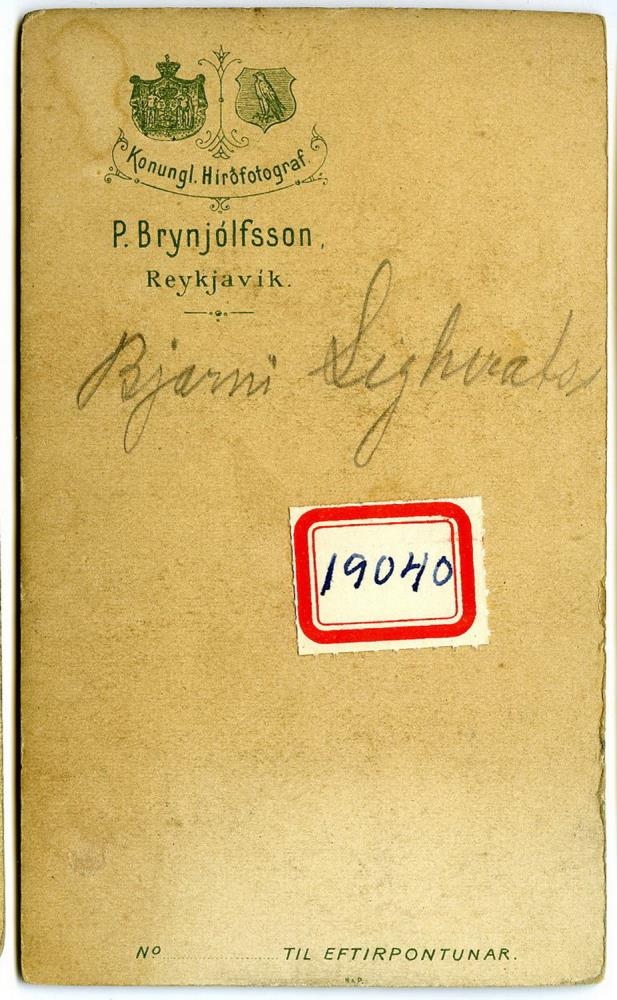 Konungl. Hirðfotograf.
P. Brynjólfsson,
Reykjavík.
Bjarni Sighvats
19040
No TIL EFTIRPONTUNAR.